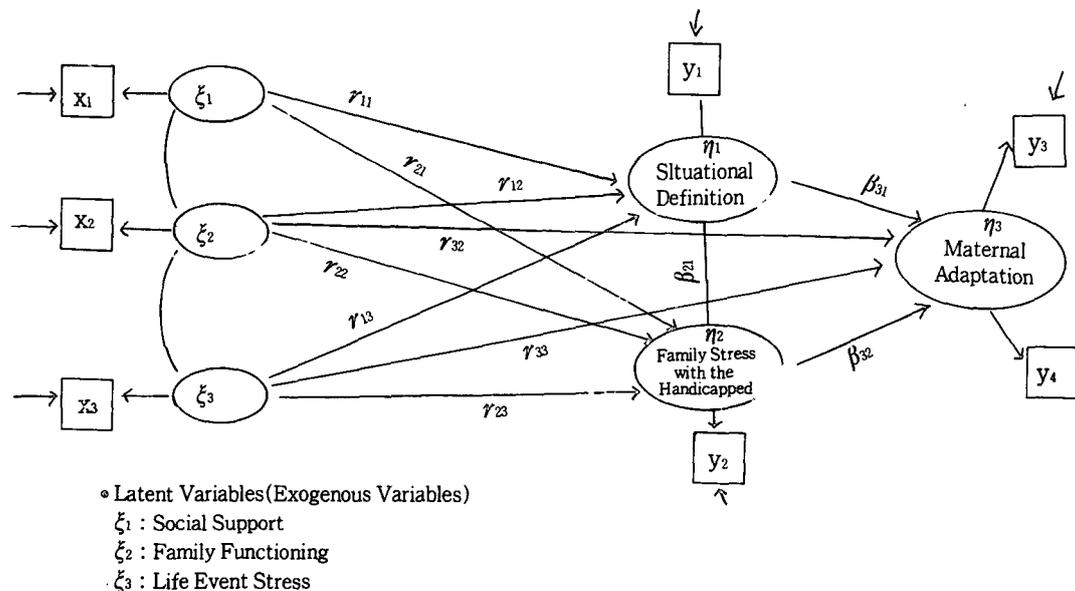 y₁
x₁
ξ₁
γ₁₁
η₁
Sltuational
Definition
y₃
γ₂₁
γ₁₂
β₃₁
x₂
ξ₂
γ₃₂
η₃
Maternal
Adaptation
γ₂₂
β₂₁
γ₁₃
η₂
Family Stress
with the
Handicapped
γ₃₃
β₃₂
y₄
x₃
ξ₃
γ₂₃
y₂
Latent Variables(Exogenous Variables)
ξ₁ : Social Support
ξ₂ : Family Functioning
ξ₃ : Life Event Stress